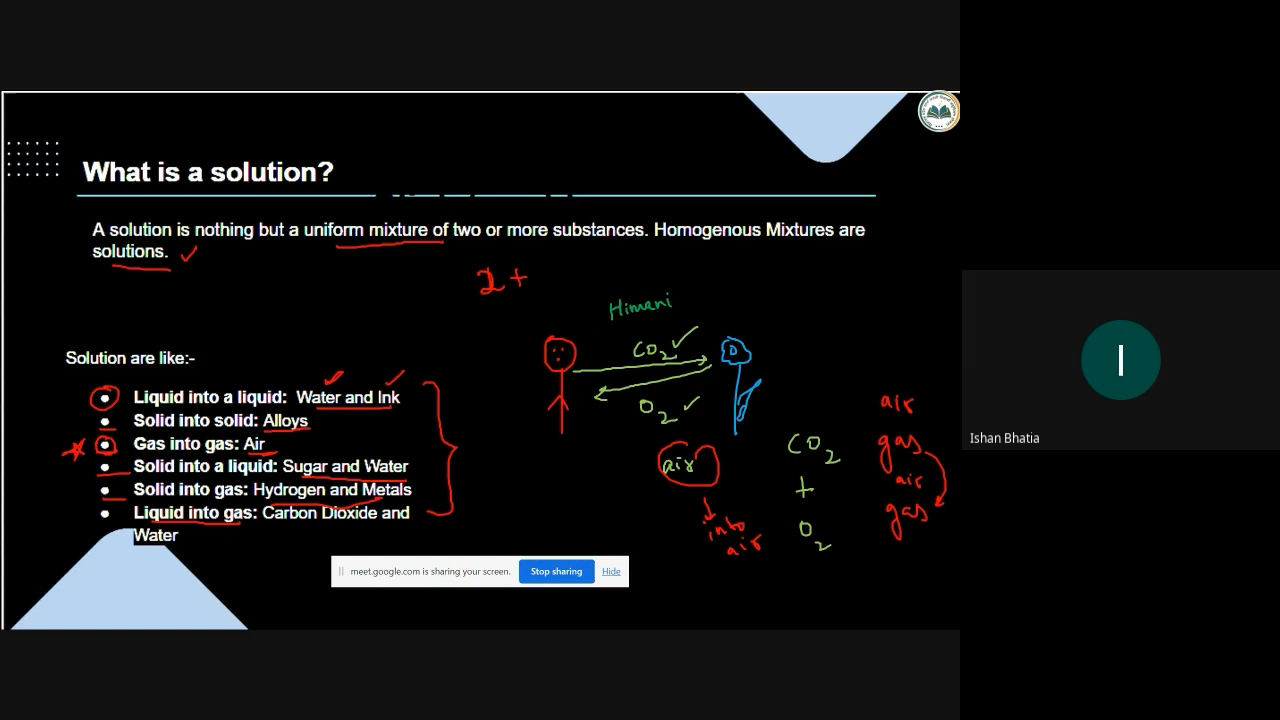 What is a solution?
A solution is nothing but a uniform mixture of two or more substances. Homogenous Mixtures are
solutions.
2+
Himani
CO2
O2
Solution are like:-
Liquid into a liquid: Water and Ink
Solid into solid: Alloys
Gas into gas: Air
Solid into a liquid: Sugar and Water
Solid into gas: Hydrogen and Metals
Liquid into gas: Carbon Dioxide and
Water
air
into
air
CO2
+
O2
air
gas
air
gas
meet.google.com is sharing your screen. Stop sharing Hide
I
Ishan Bhatia